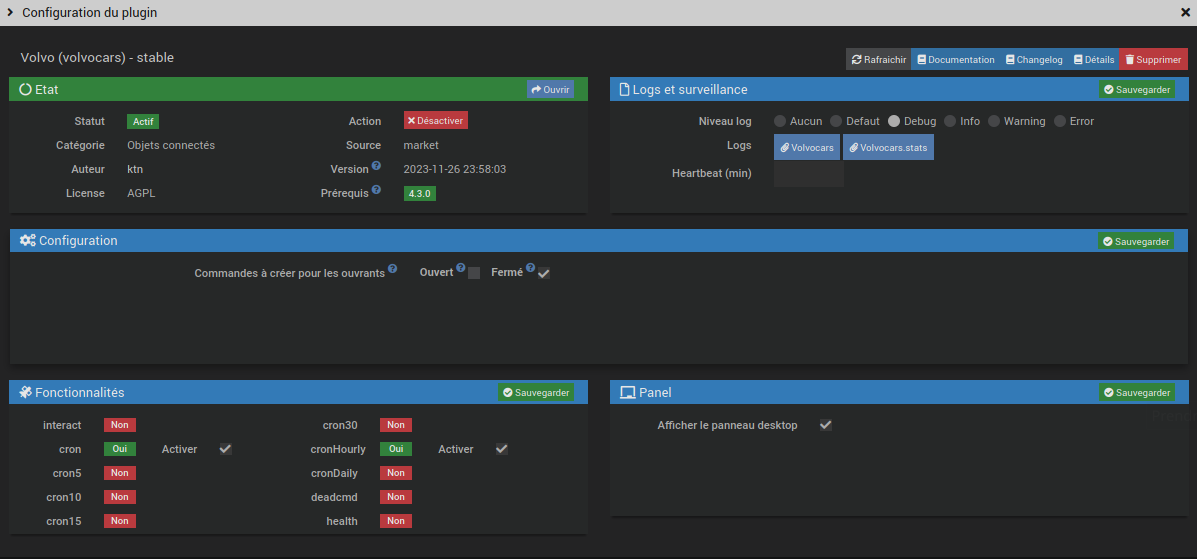 Configuration du plugin
Volvo (volvocars) - stable
Rafraichir Documentation Changelog Détails Supprimer
Etat Ouvrir
Statut Actif Action Désactiver
Catégorie Objets connectés Source market
Auteur ktn Version ? 2023-11-26 23:58:03
License AGPL Prérequis ? 4.3.0
Logs et surveillance Sauvegarder
Niveau log Aucun Defaut Debug Info Warning Error
Logs Volvocars Volvocars.stats
Heartbeat (min)
Configuration Sauvegarder
Commandes à créer pour les ouvrants ? Ouvert ? Fermé ?
Fonctionnalités Sauvegarder
interact Non cron30 Non
cron Oui Activer cronHourly Oui Activer
cron5 Non cronDaily Non
cron10 Non deadcmd Non
cron15 Non health Non
Panel Sauvegarder
Afficher le panneau desktop